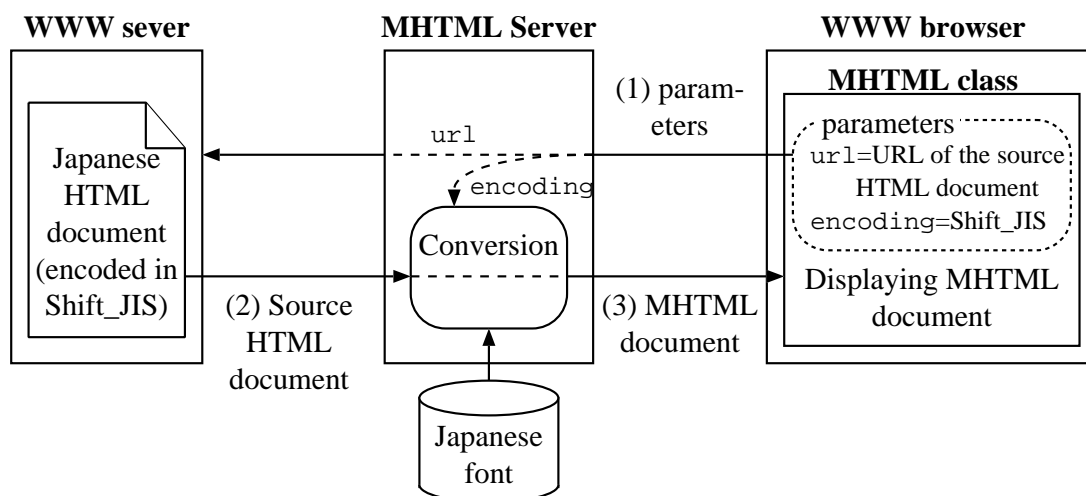 WWW sever
MHTML Server
WWW browser
MHTML class
(1) param-
eters
parameters
url=URL of the source
HTML document
encoding=Shift_JIS
Displaying MHTML
document
url
encoding
Conversion
Japanese
HTML
document
(encoded in
Shift_JIS)
(2) Source
HTML
document
(3) MHTML
document
Japanese
font